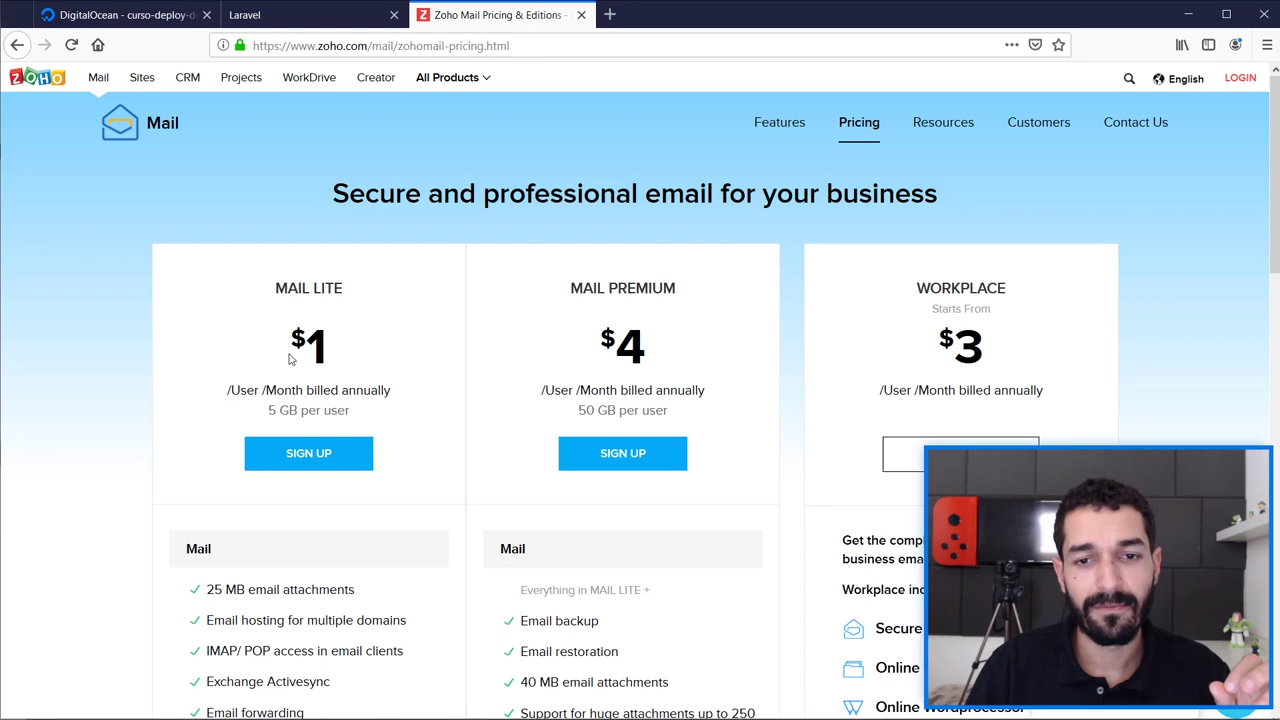 DigitalOcean - curso-deploy-d
Laravel
Zoho Mail Pricing & Editions -
https://www.zoho.com/mail/zohomail-pricing.html
ZOHO
Mail
Sites
CRM
Projects
WorkDrive
Creator
All Products
English
LOGIN
Mail
Features
Pricing
Resources
Customers
Contact Us
Secure and professional email for your business
MAIL LITE
$1
/User /Month billed annually
5 GB per user
SIGN UP
Mail
25 MB email attachments
Email hosting for multiple domains
IMAP/ POP access in email clients
Exchange Activesync
Email forwarding
MAIL PREMIUM
$4
/User /Month billed annually
50 GB per user
SIGN UP
Mail
Everything in MAIL LITE +
Email backup
Email restoration
40 MB email attachments
Support for huge attachments up to 250
WORKPLACE
Starts From
$3
/User /Month billed annually
Get the comp
business ema
Workplace inc
Secure
Online
Online Wordprocessor